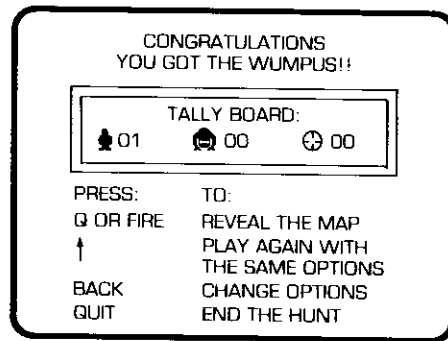 CONGRATULATIONS
YOU GOT THE WUMPUS!!
TALLY BOARD:
01 00 00
PRESS: TO:
Q OR FIRE REVEAL THE MAP
↑ PLAY AGAIN WITH
THE SAME OPTIONS
BACK CHANGE OPTIONS
QUIT END THE HUNT